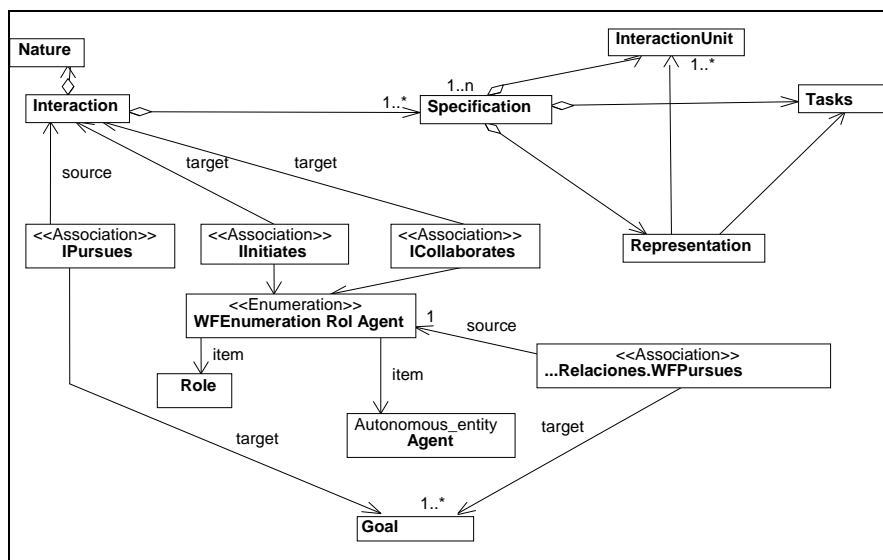 Nature
InteractionUnit
1..n
1..*
Interaction
1..*
Specification
Tasks
source
target
target
<<Association>>
IPursues
<<Association>>
IInitiates
<<Association>>
ICollaborates
Representation
<<Enumeration>>
WFEnumeration Rol Agent
1
source
item
item
<<Association>>
...Relaciones.WFPursues
Role
Autonomous_entity
Agent
target
target
1..*
Goal